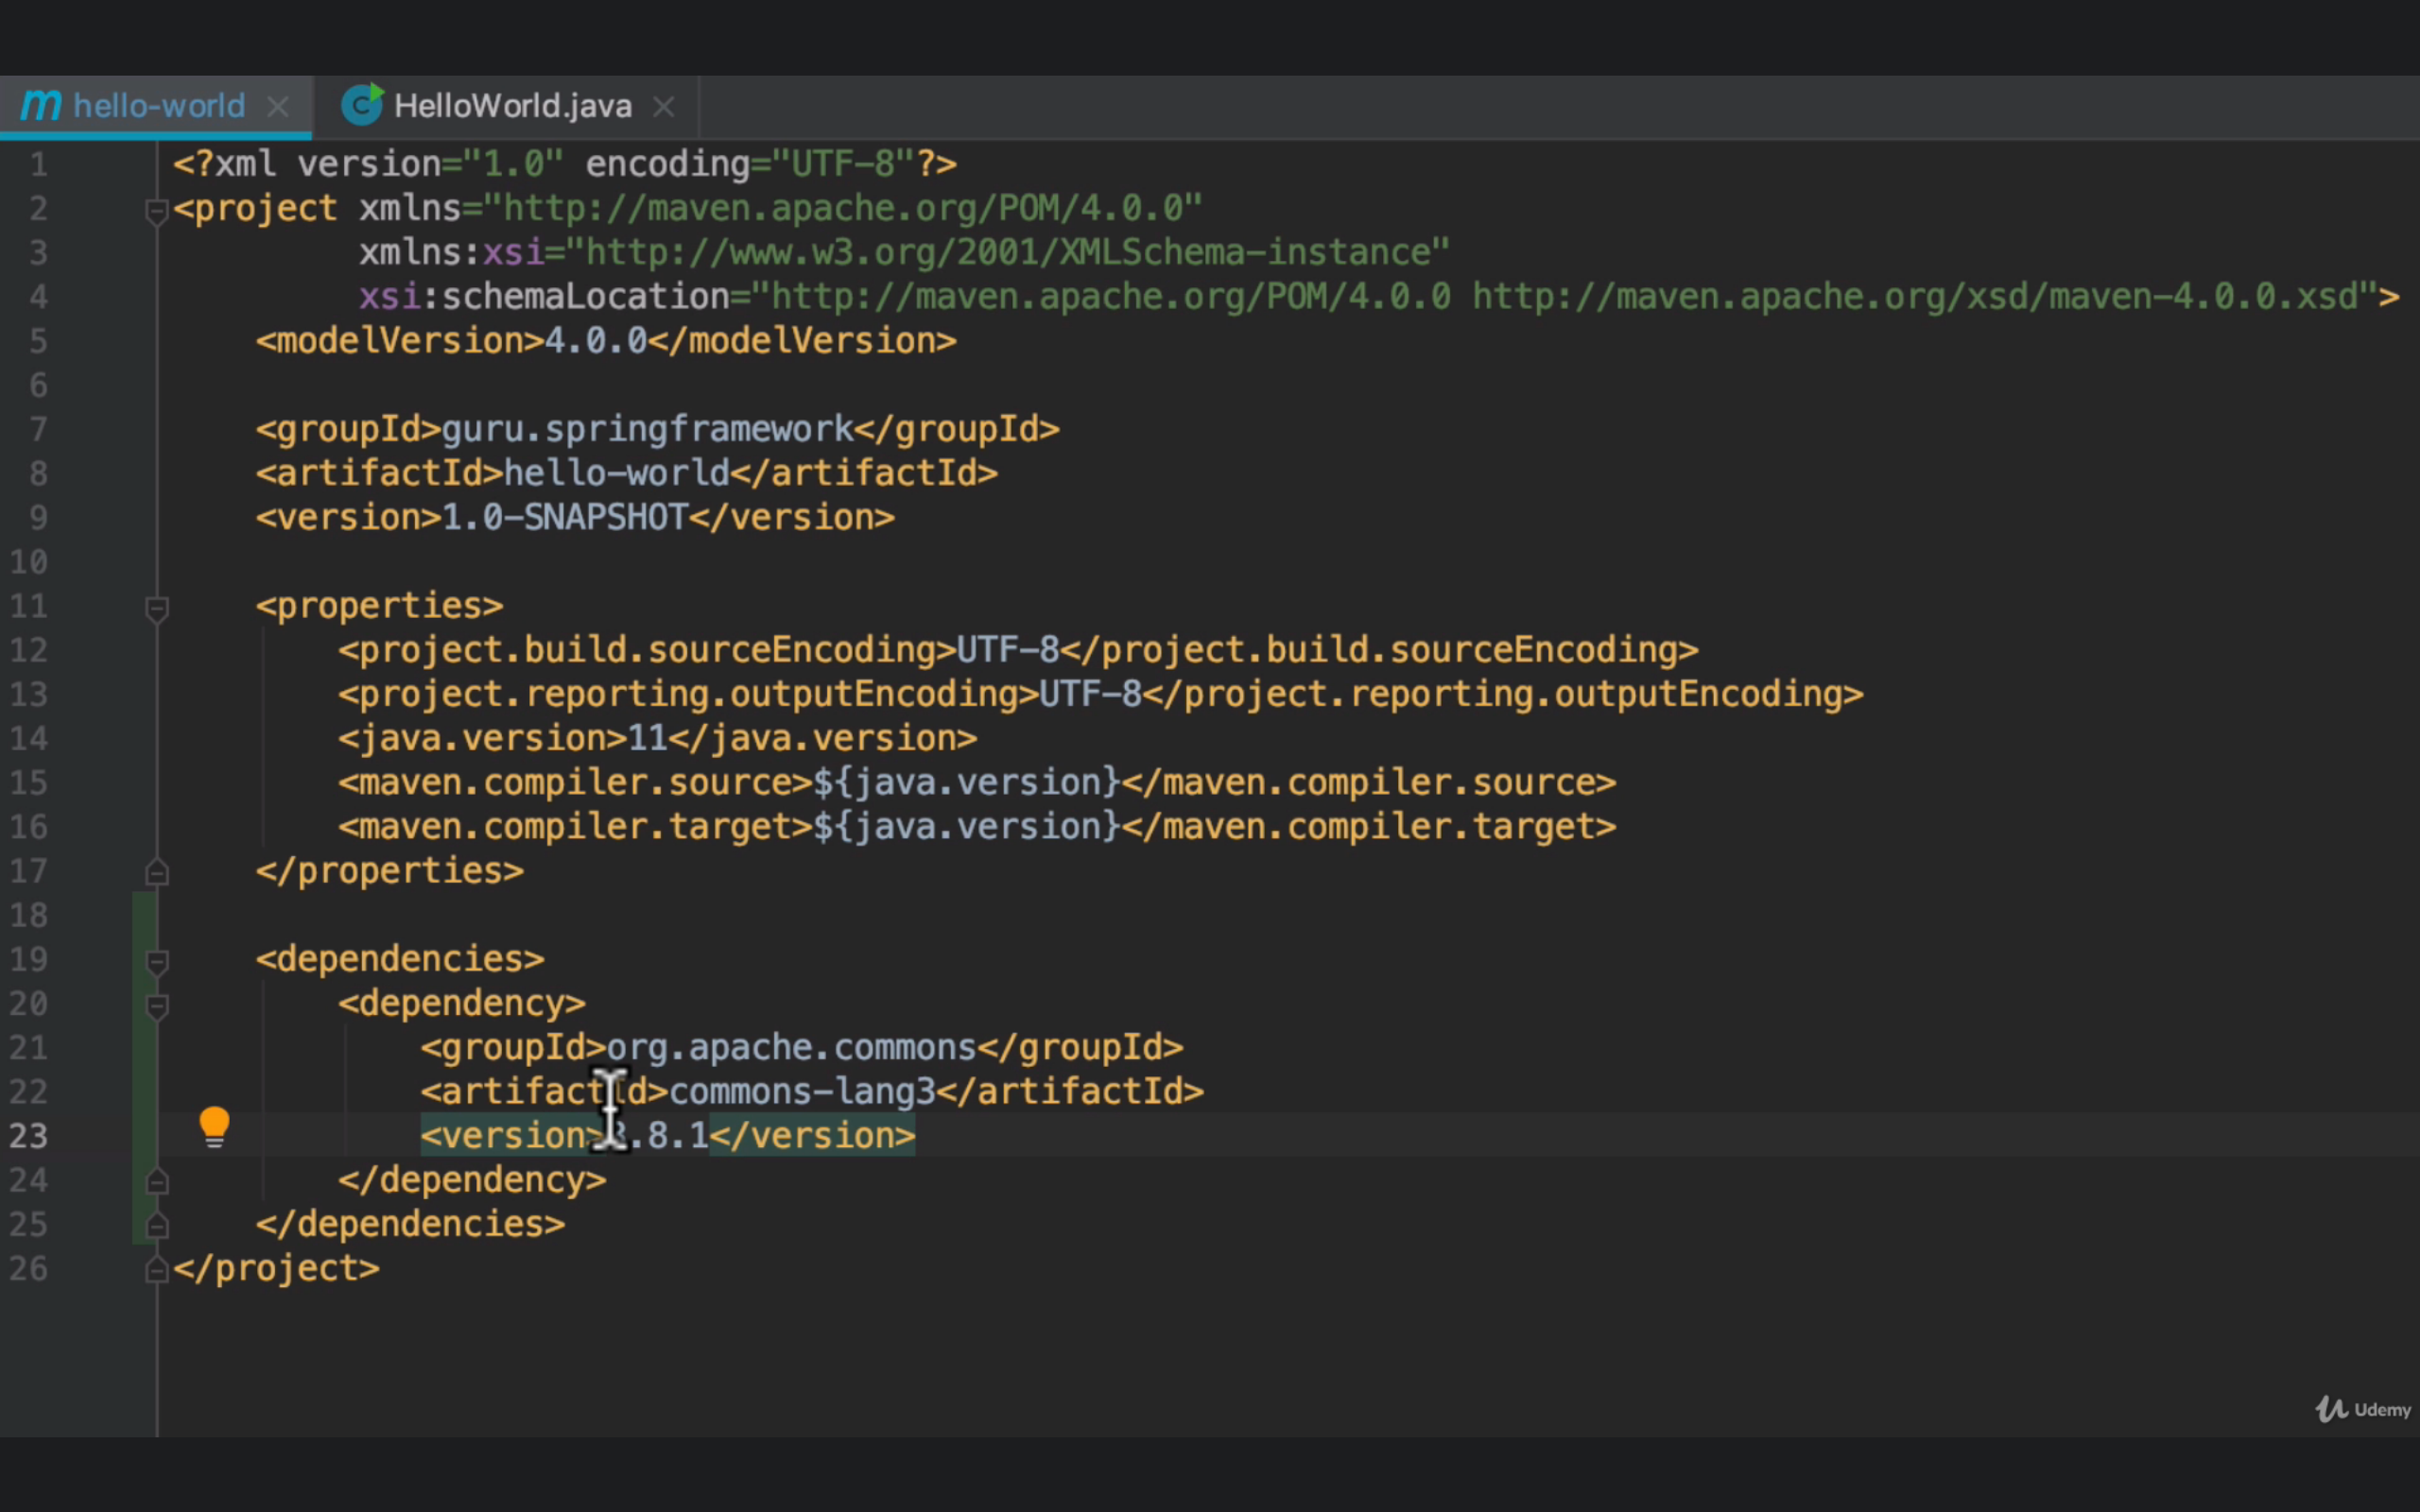 hello-world HelloWorld.java
1 <?xml version="1.0" encoding="UTF-8"?>
2 <project xmlns="http://maven.apache.org/POM/4.0.0"
3 xmlns:xsi="http://www.w3.org/2001/XMLSchema-instance"
4 xsi:schemaLocation="http://maven.apache.org/POM/4.0.0 http://maven.apache.org/xsd/maven-4.0.0.xsd">
5 <modelVersion>4.0.0</modelVersion>
6
7 <groupId>guru.springframework</groupId>
8 <artifactId>hello-world</artifactId>
9 <version>1.0-SNAPSHOT</version>
10
11 <properties>
12 <project.build.sourceEncoding>UTF-8</project.build.sourceEncoding>
13 <project.reporting.outputEncoding>UTF-8</project.reporting.outputEncoding>
14 <java.version>11</java.version>
15 <maven.compiler.source>${java.version}</maven.compiler.source>
16 <maven.compiler.target>${java.version}</maven.compiler.target>
17 </properties>
18
19 <dependencies>
20 <dependency>
21 <groupId>org.apache.commons</groupId>
22 <artifactId>commons-lang3</artifactId>
23 <version>3.8.1</version>
24 </dependency>
25 </dependencies>
26 </project>
Udemy